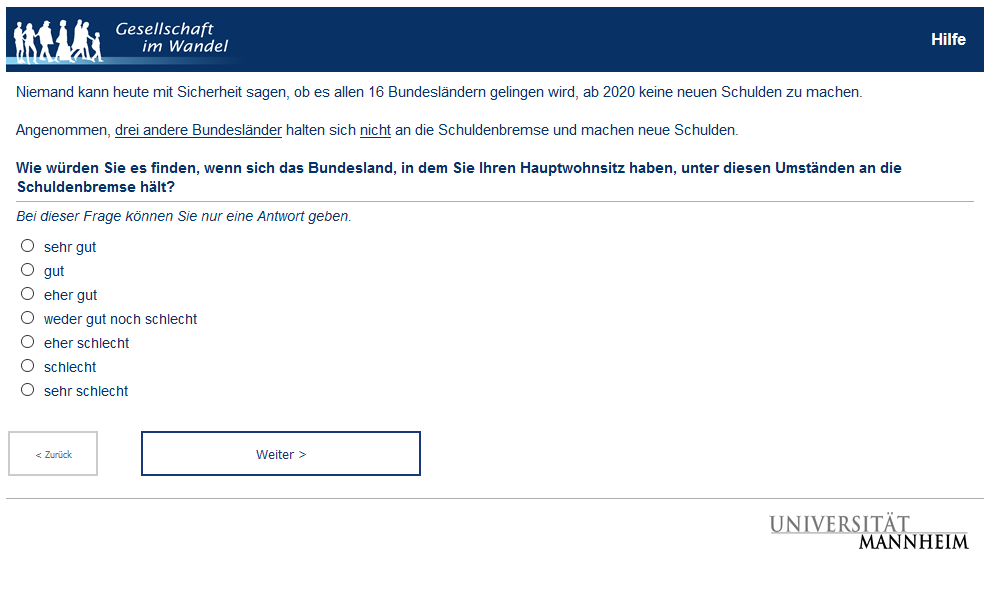 Gesellschaft
im Wandel
Hilfe
Niemand kann heute mit Sicherheit sagen, ob es allen 16 Bundesländern gelingen wird, ab 2020 keine neuen Schulden zu machen.
Angenommen, drei andere Bundesländer halten sich nicht an die Schuldenbremse und machen neue Schulden.
Wie würden Sie es finden, wenn sich das Bundesland, in dem Sie Ihren Hauptwohnsitz haben, unter diesen Umständen an die
Schuldenbremse hält?
Bei dieser Frage können Sie nur eine Antwort geben.
sehr gut
gut
eher gut
weder gut noch schlecht
eher schlecht
schlecht
sehr schlecht
< Zurück
Weiter >
UNIVERSITÄT
MANNHEIM